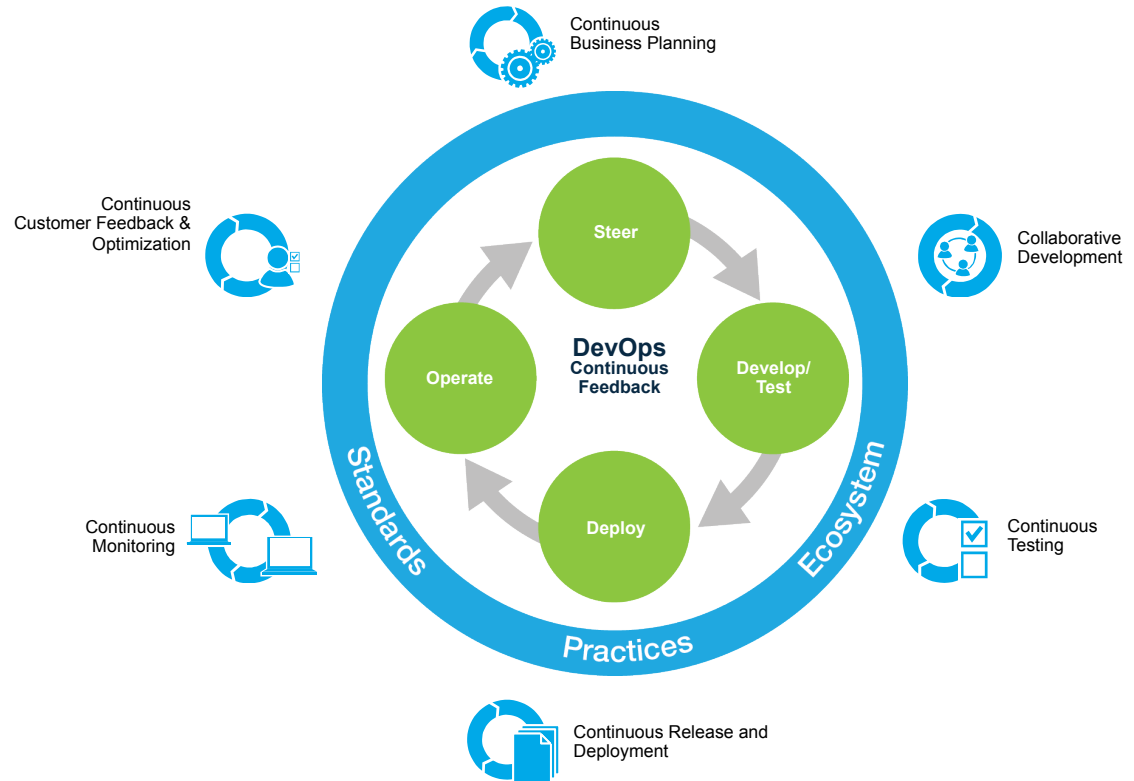 Continuous
Business Planning
Continuous
Customer Feedback &
Optimization
Steer
Collaborative
Development
DevOps
Continuous
Feedback
Operate
Develop/
Test
Standards
Ecosystem
Continuous
Monitoring
Deploy
Continuous
Testing
Practices
Continuous Release and
Deployment